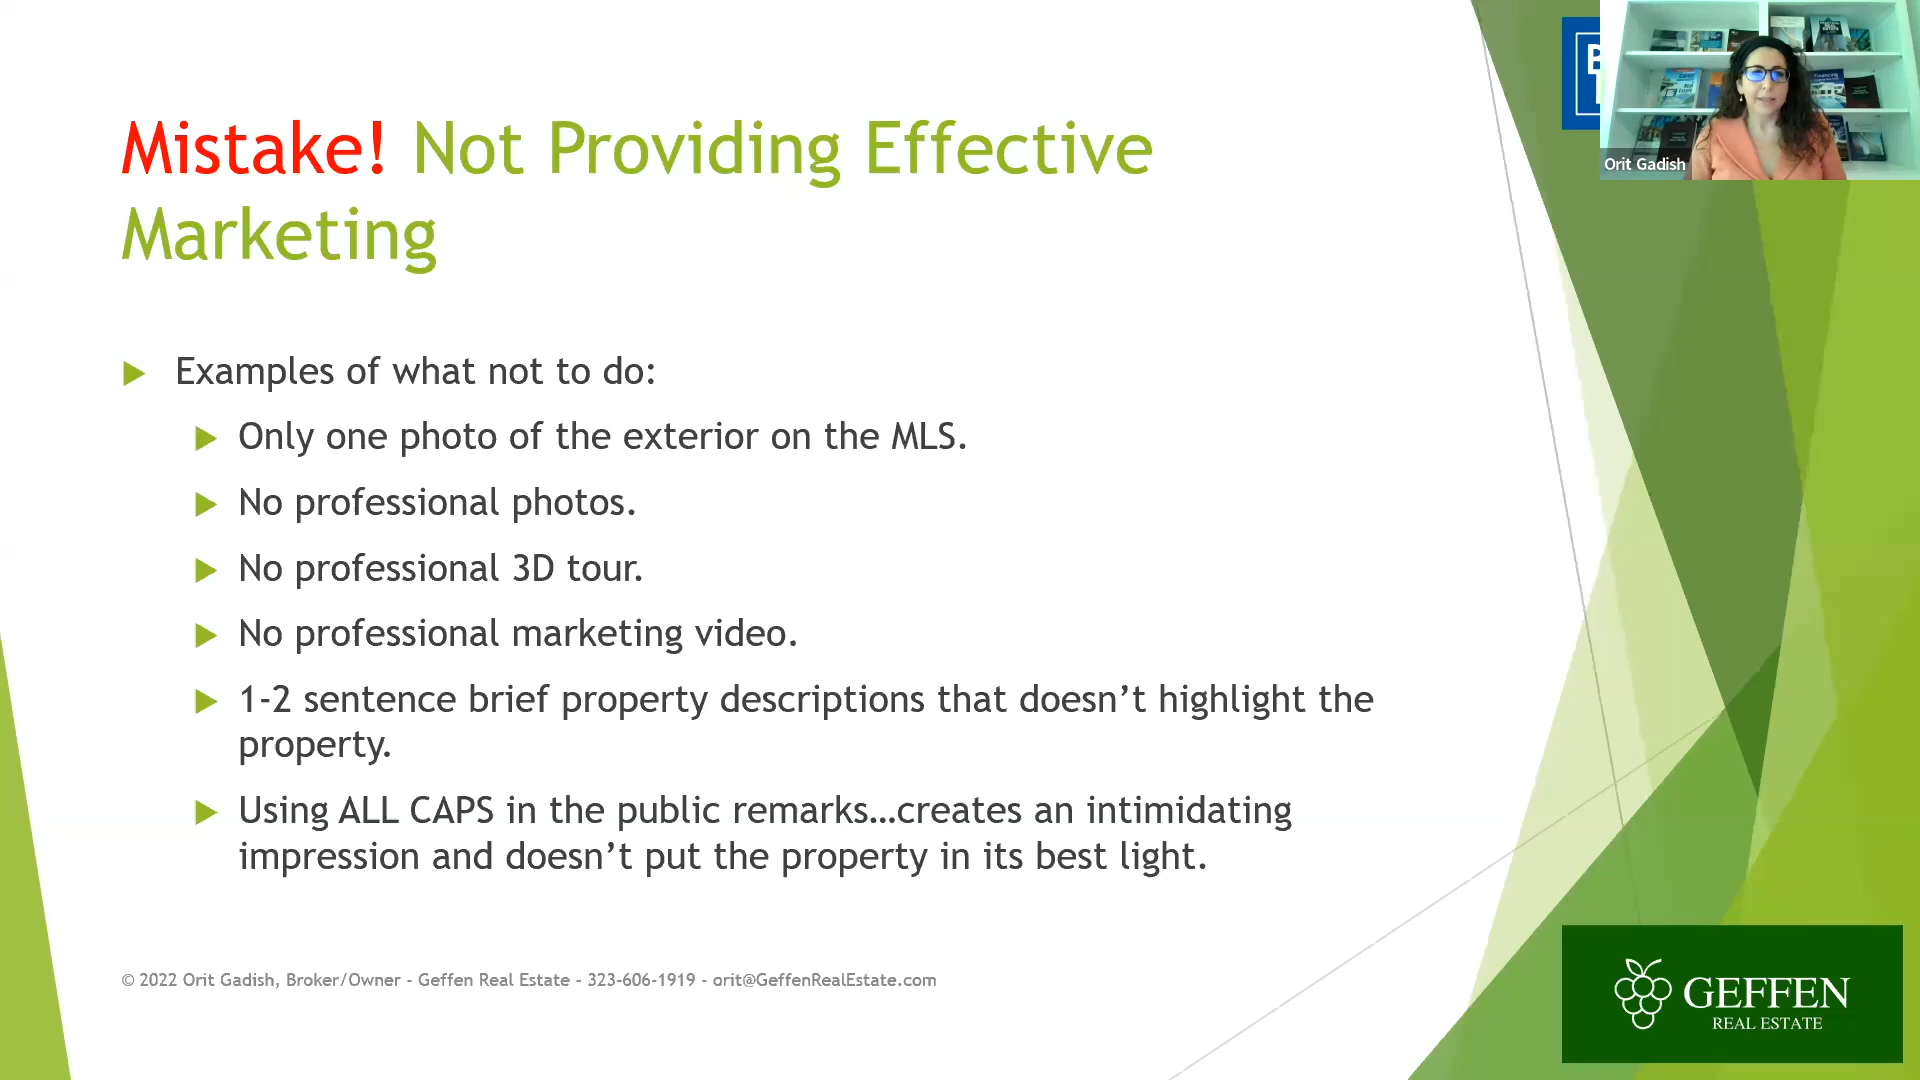 Mistake! Not Providing Effective
Marketing
Orit Gadish
Examples of what not to do:
Only one photo of the exterior on the MLS.
No professional photos.
No professional 3D tour.
No professional marketing video.
1-2 sentence brief property descriptions that doesn’t highlight the
property.
Using ALL CAPS in the public remarks…creates an intimidating
impression and doesn’t put the property in its best light.
© 2022 Orit Gadish, Broker/Owner - Geffen Real Estate - 323-606-1919 - orit@GeffenRealEstate.com
GEFFEN
REAL ESTATE